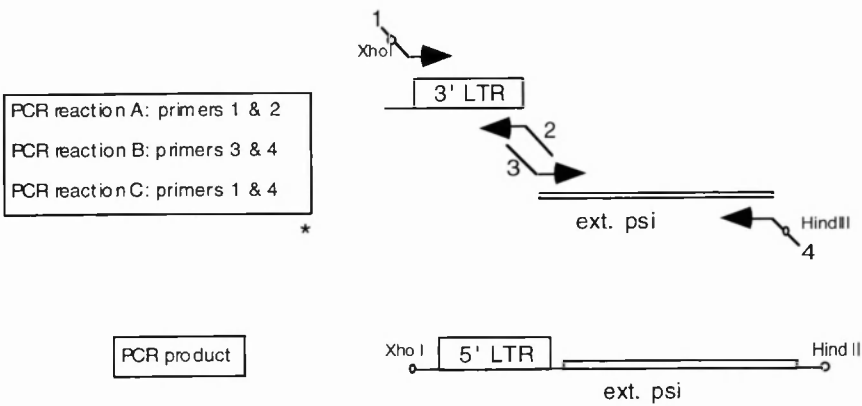 1
XhoI
3' LTR
PCR reaction A: primers 1 & 2
PCR reaction B: primers 3 & 4
PCR reaction C: primers 1 & 4
*
2
3
ext. psi
HindIII
4
PCR product
Xho I
5' LTR
Hind II
ext. psi